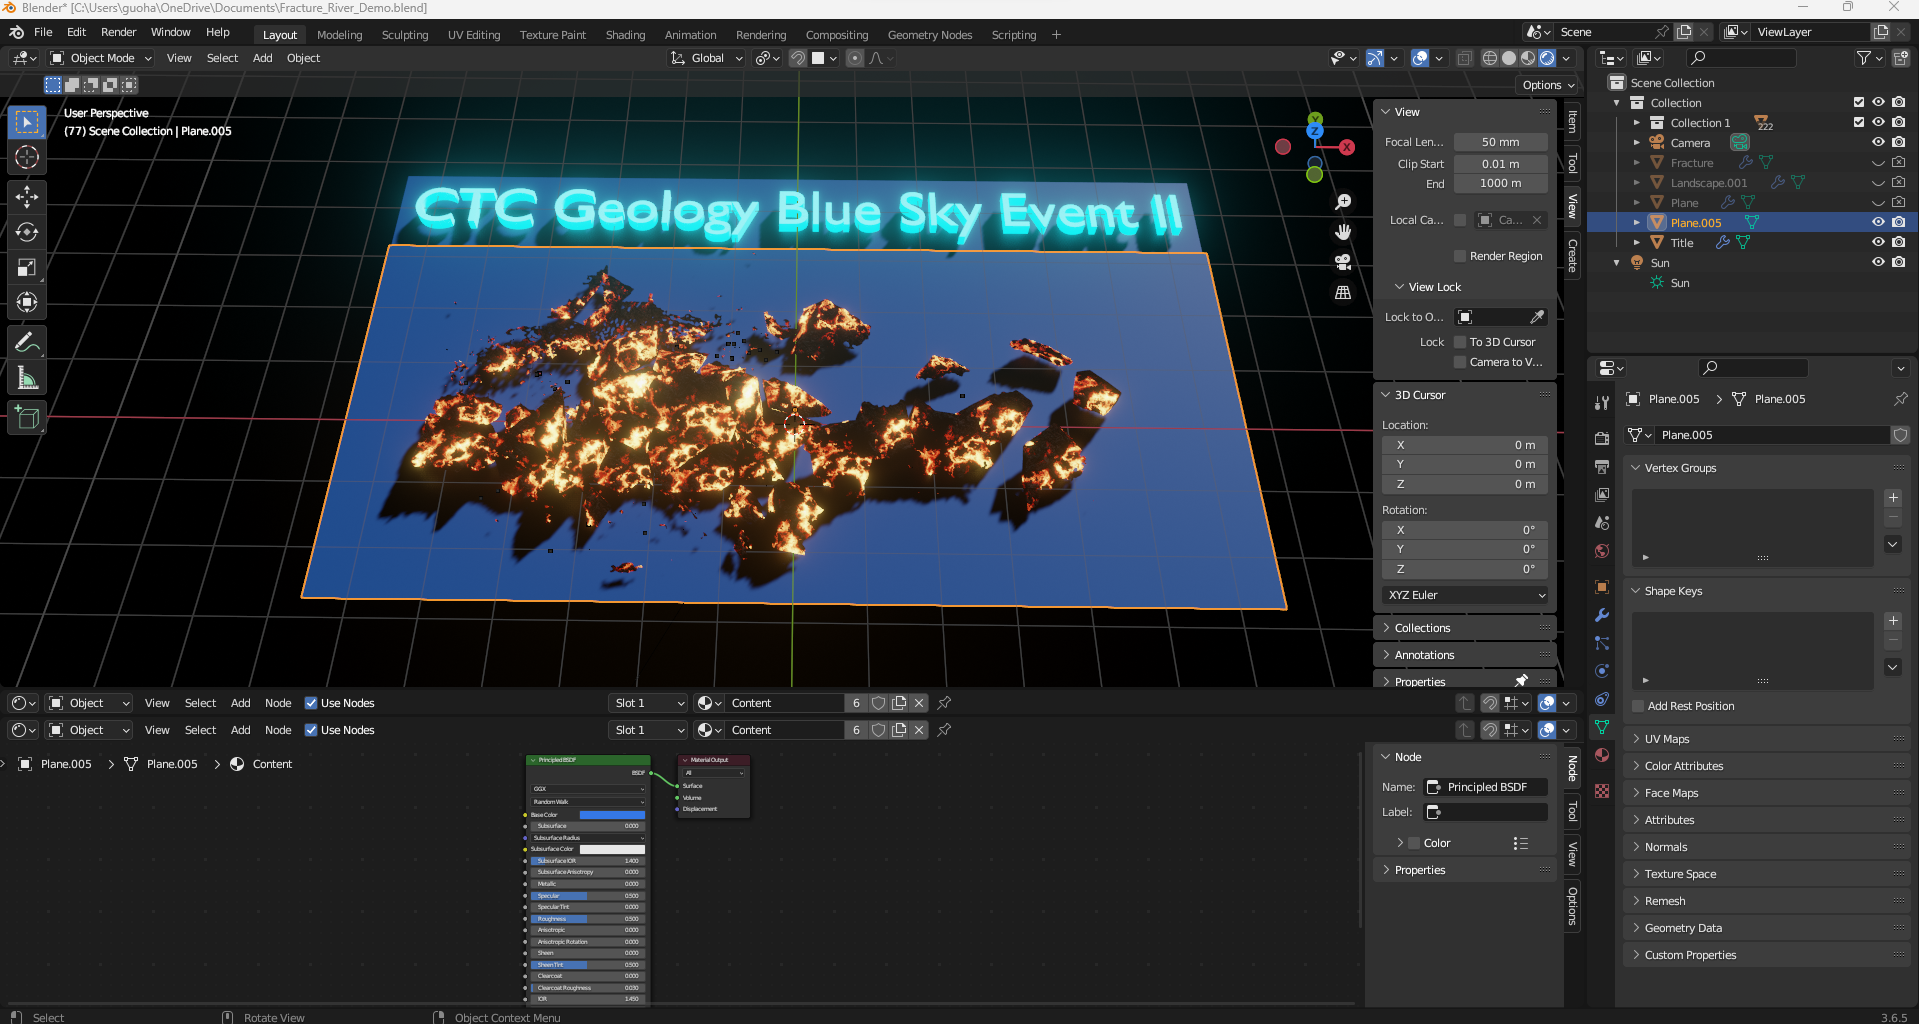 Blender* [C:\Users\guoha\OneDrive\Documents\Fracture_River_Demo.blend]
File Edit Render Window Help Layout Modeling Sculpting UV Editing Texture Paint Shading Animation Rendering Compositing Geometry Nodes Scripting + Scene ViewLayer
Object Mode View Select Add Object Global
Options
User Perspective
(77) Scene Collection | Plane.005
CTC Geology Blue Sky Event II
Y
Z
X
View
Focal Len... 50 mm
Clip Start 0.01 m
End 1000 m
Local Ca... Ca...
Render Region
View Lock
Lock to O...
Lock To 3D Cursor
Camera to V...
3D Cursor
Location:
X 0 m
Y 0 m
Z 0 m
Rotation:
X 0°
Y 0°
Z 0°
XYZ Euler
Collections
Annotations
Properties
Item
Tool
View
Create
Scene Collection
Collection
Collection 1 222
Camera
Fracture
Landscape.001
Plane
Plane.005
Title
Sun
Sun
Plane.005 Plane.005
Plane.005
Vertex Groups
Shape Keys
Add Rest Position
UV Maps
Color Attributes
Face Maps
Attributes
Normals
Texture Space
Remesh
Geometry Data
Custom Properties
Object View Select Add Node Use Nodes Slot 1 Content 6
Object View Select Add Node Use Nodes Slot 1 Content 6
Plane.005 Plane.005 Content
Principled BSDF
BSDF
GGX
Random Walk
Base Color
Subsurface 0.000
Subsurface Radius
Subsurface Color
Subsurface IOR 1.400
Subsurface Anisotropy 0.000
Metallic 0.000
Specular 0.500
Specular Tint 0.000
Roughness 0.500
Anisotropic 0.000
Anisotropic Rotation 0.000
Sheen 0.000
Sheen Tint 0.500
Clearcoat 0.000
Clearcoat Roughness 0.030
IOR 1.450
Material Output
All
Surface
Volume
Displacement
Node
Name: Principled BSDF
Label:
Color
Properties
Node
Tool
View
Options
Select Rotate View Object Context Menu 3.6.5